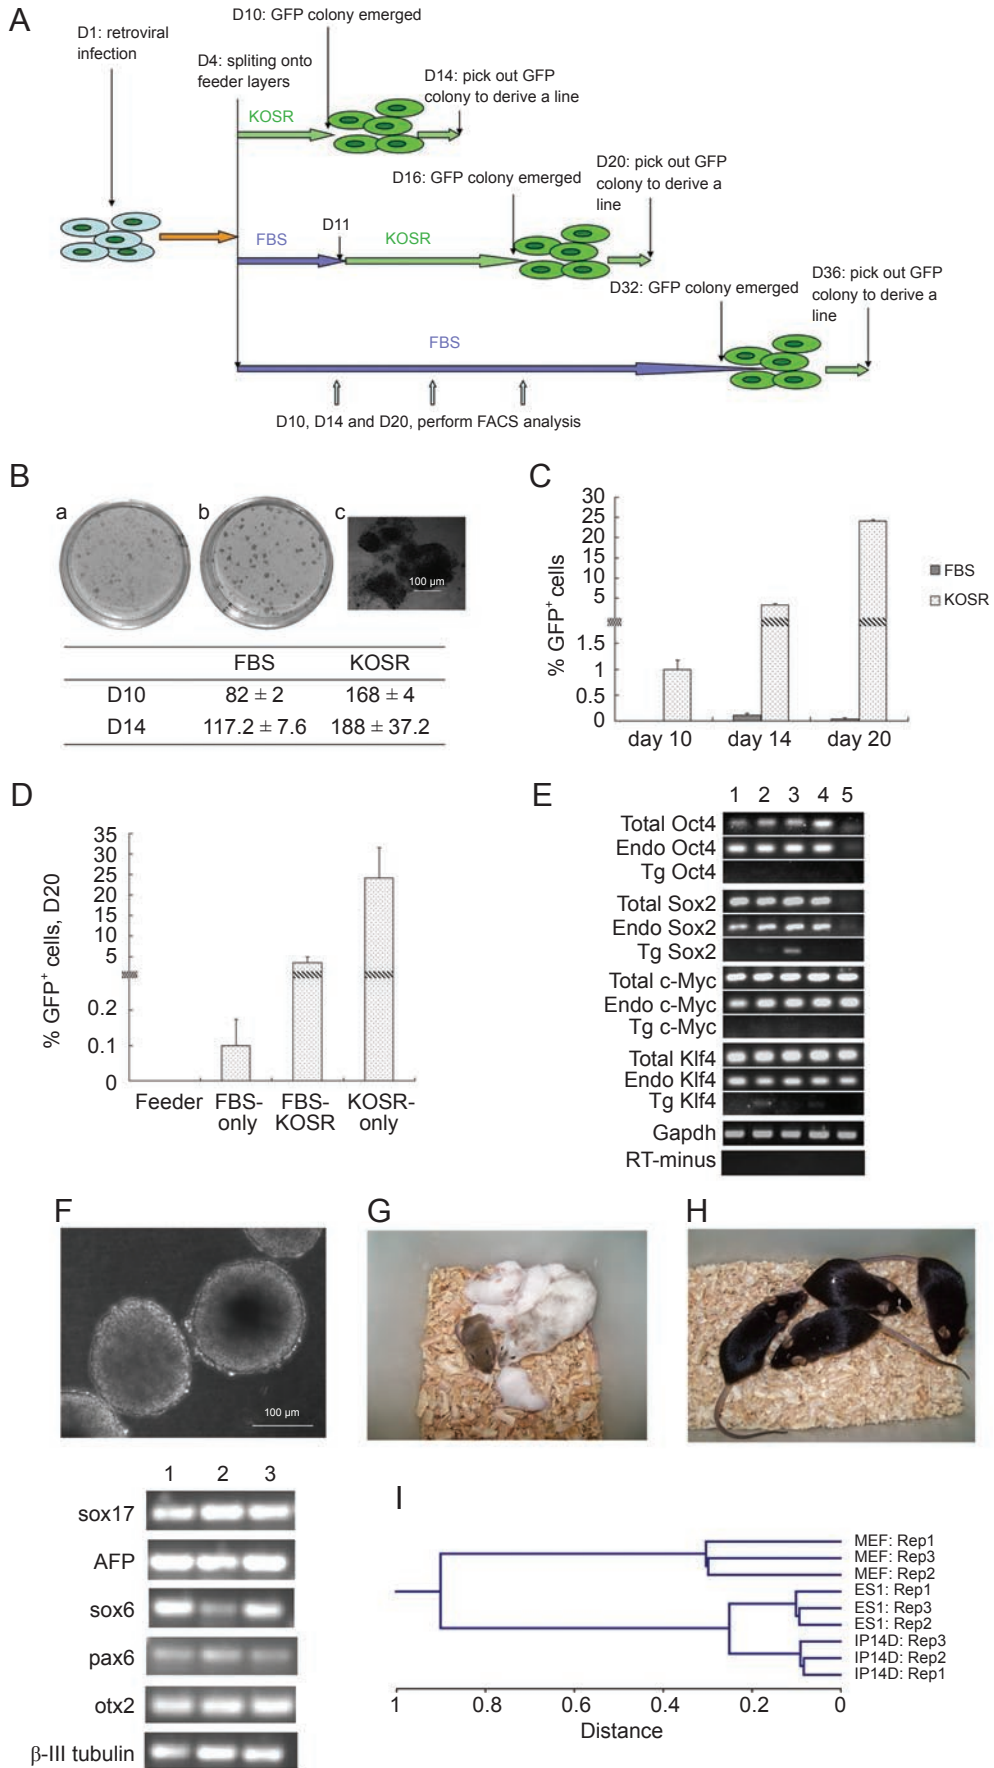 A
D1: retroviral
infection
D4: spliting onto
feeder layers
D10: GFP colony emerged
KOSR
D14: pick out GFP
colony to derive a line
FBS
D11
KOSR
D16: GFP colony emerged
D20: pick out GFP
colony to derive a
line
FBS
D32: GFP colony emerged
D36: pick out GFP
colony to derive a
line
D10, D14 and D20, perform FACS analysis
B
a
b
c
100 µm
FBS KOSR
D10 82 ± 2 168 ± 4
D14 117.2 ± 7.6 188 ± 37.2
C
% GFP+ cells
30
25
20
15
10
5
1.5
1
0.5
0
day 10 day 14 day 20
FBS
KOSR
D
% GFP+ cells, D20
35
30
25
20
15
10
5
0.2
0.1
0
Feeder FBS-only FBS-KOSR KOSR-only
E
1 2 3 4 5
Total Oct4
Endo Oct4
Tg Oct4
Total Sox2
Endo Sox2
Tg Sox2
Total c-Myc
Endo c-Myc
Tg c-Myc
Total Klf4
Endo Klf4
Tg Klf4
Gapdh
RT-minus
F
100 µm
1 2 3
sox17
AFP
sox6
pax6
otx2
β-III tubulin
G
H
I
MEF: Rep1
MEF: Rep3
MEF: Rep2
ES1: Rep1
ES1: Rep3
ES1: Rep2
IP14D: Rep3
IP14D: Rep2
IP14D: Rep1
1 0.8 0.6 0.4 0.2 0
Distance